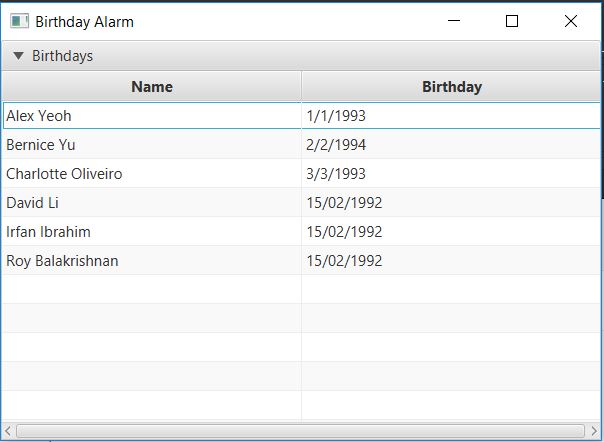 Birthday Alarm
Birthdays
Name Birthday
Alex Yeoh 1/1/1993
Bernice Yu 2/2/1994
Charlotte Oliveiro 3/3/1993
David Li 15/02/1992
Irfan Ibrahim 15/02/1992
Roy Balakrishnan 15/02/1992